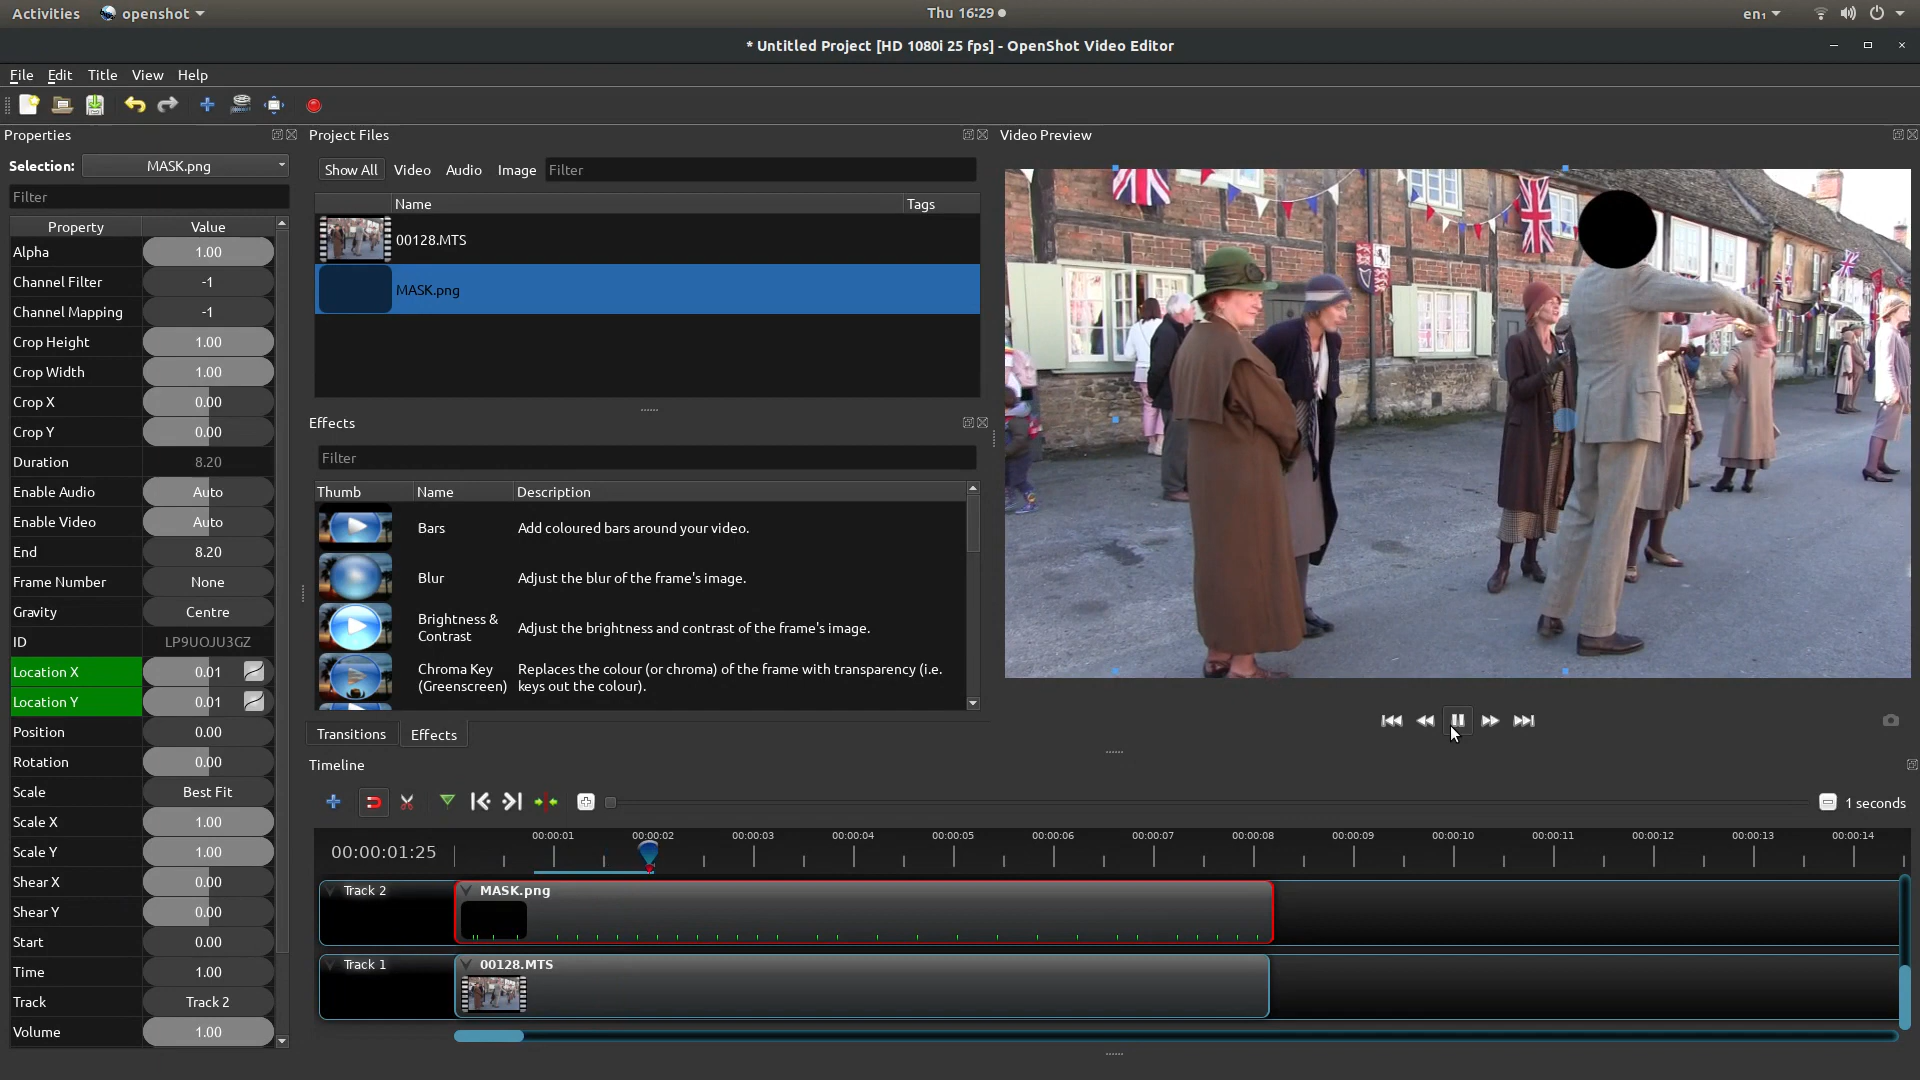 Activities openshot Thu 16:29 en₁
* Untitled Project [HD 1080i 25 fps] - OpenShot Video Editor
File Edit Title View Help
Properties
Selection: MASK.png
Filter
Property Value
Alpha 1.00
Channel Filter -1
Channel Mapping -1
Crop Height 1.00
Crop Width 1.00
Crop X 0.00
Crop Y 0.00
Duration 8.20
Enable Audio Auto
Enable Video Auto
End 8.20
Frame Number None
Gravity Centre
ID LP9UOJU3GZ
Location X 0.01
Location Y 0.01
Position 0.00
Rotation 0.00
Scale Best Fit
Scale X 1.00
Scale Y 1.00
Shear X 0.00
Shear Y 0.00
Start 0.00
Time 1.00
Track Track 2
Volume 1.00
Project Files
Show All Video Audio Image Filter
Name Tags
00128.MTS
MASK.png
Effects
Filter
Thumb Name Description
Bars Add coloured bars around your video.
Blur Adjust the blur of the frame's image.
Brightness &
Contrast
Adjust the brightness and contrast of the frame's image.
Chroma Key
(Greenscreen)
Replaces the colour (or chroma) of the frame with transparency (i.e.
keys out the colour).
Transitions Effects
Video Preview
Timeline
1 seconds
00:00:01:25
00:00:01 00:00:02 00:00:03 00:00:04 00:00:05 00:00:06 00:00:07 00:00:08 00:00:09 00:00:10 00:00:11 00:00:12 00:00:13 00:00:14
Track 2 MASK.png
Track 1 00128.MTS